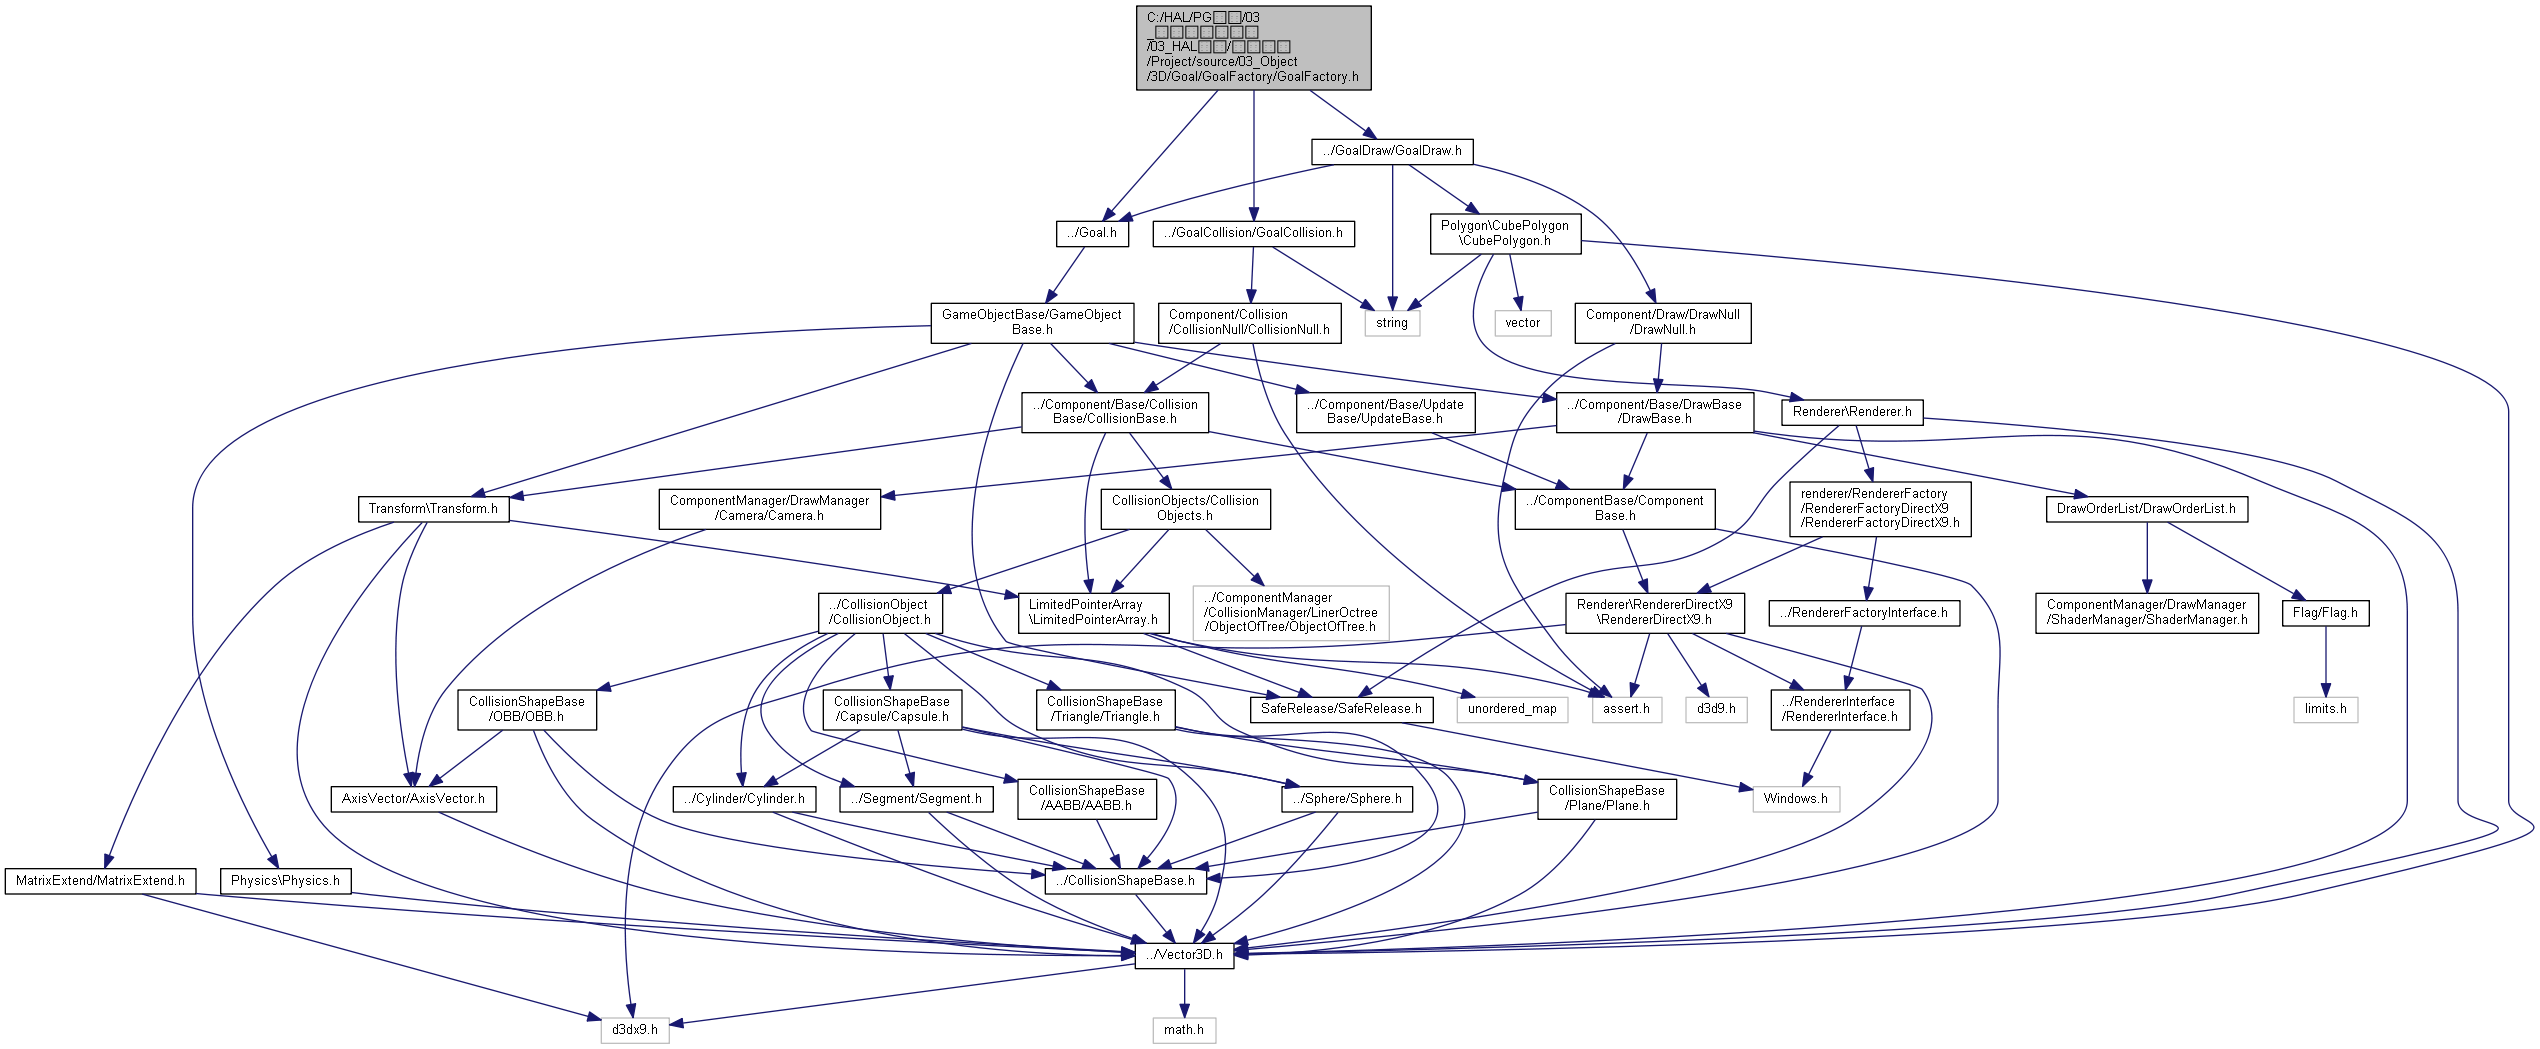 C:/HAL/PG□□/03
_□□□□□□□
/03_HAL□□/□□□□
/Project/source/03_Object
/3D/Goal/GoalFactory/GoalFactory.h
../GoalDraw/GoalDraw.h
../Goal.h
../GoalCollision/GoalCollision.h
Polygon\CubePolygon
\CubePolygon.h
GameObjectBase/GameObject
Base.h
Component/Collision
/CollisionNull/CollisionNull.h
string
vector
Component/Draw/DrawNull
/DrawNull.h
../Component/Base/Collision
Base/CollisionBase.h
../Component/Base/Update
Base/UpdateBase.h
../Component/Base/DrawBase
/DrawBase.h
Renderer\Renderer.h
Transform\Transform.h
ComponentManager/DrawManager
/Camera/Camera.h
CollisionObjects/Collision
Objects.h
../ComponentBase/Component
Base.h
renderer/RendererFactory
/RendererFactoryDirectX9
/RendererFactoryDirectX9.h
DrawOrderList/DrawOrderList.h
../CollisionObject
/CollisionObject.h
LimitedPointerArray
\LimitedPointerArray.h
../ComponentManager
/CollisionManager/LinerOctree
/ObjectOfTree/ObjectOfTree.h
Renderer\RendererDirectX9
\RendererDirectX9.h
../RendererFactoryInterface.h
ComponentManager/DrawManager
/ShaderManager/ShaderManager.h
Flag/Flag.h
CollisionShapeBase
/OBB/OBB.h
CollisionShapeBase
/Capsule/Capsule.h
CollisionShapeBase
/Triangle/Triangle.h
SafeRelease/SafeRelease.h
unordered_map
assert.h
d3d9.h
../RendererInterface
/RendererInterface.h
limits.h
AxisVector/AxisVector.h
../Cylinder/Cylinder.h
../Segment/Segment.h
CollisionShapeBase
/AABB/AABB.h
../Sphere/Sphere.h
CollisionShapeBase
/Plane/Plane.h
Windows.h
MatrixExtend/MatrixExtend.h
Physics\Physics.h
../CollisionShapeBase.h
../Vector3D.h
d3dx9.h
math.h